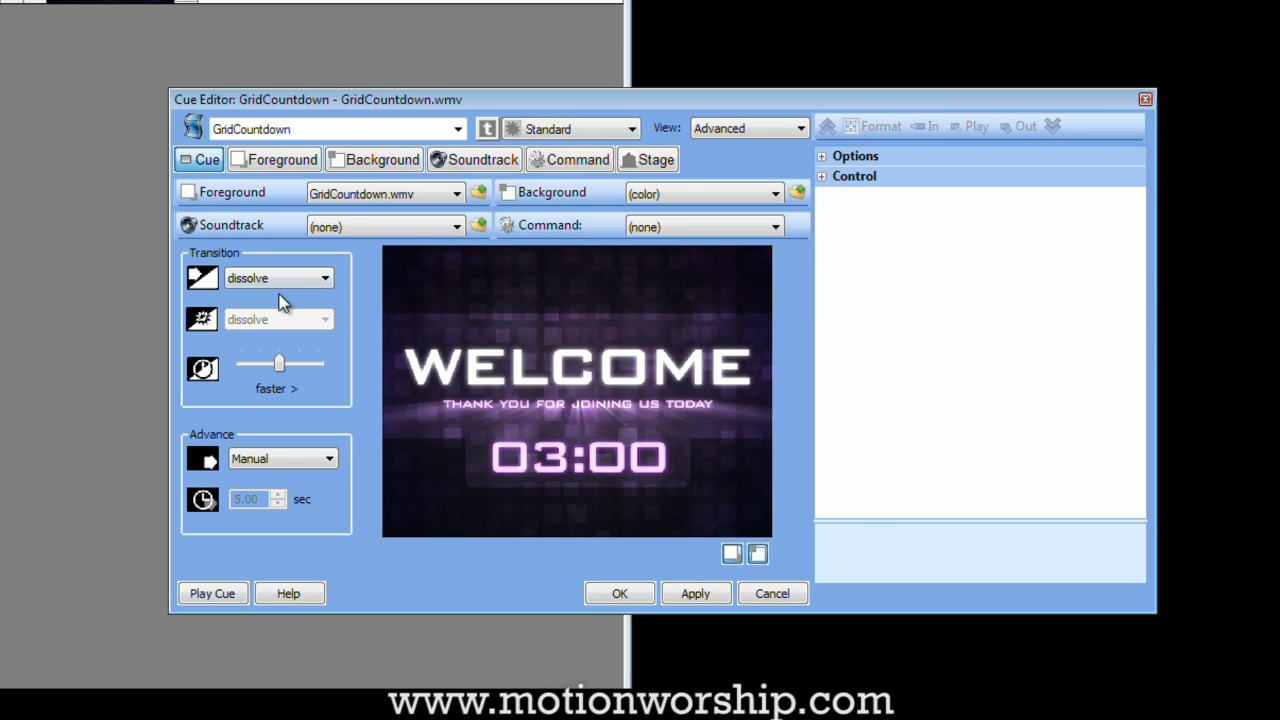 Cue Editor: GridCountdown - GridCountdown.wmv
GridCountdown t Standard View: Advanced Format In Play Out
Cue Foreground Background Soundtrack Command Stage
Options
Control
Foreground GridCountdown.wmv Background (color)
Soundtrack (none) Command: (none)
Transition
dissolve
dissolve
faster >
Advance
Manual
5.00 sec
WELCOME
THANK YOU FOR JOINING US TODAY
03:00
Play Cue Help OK Apply Cancel
www.motionworship.com